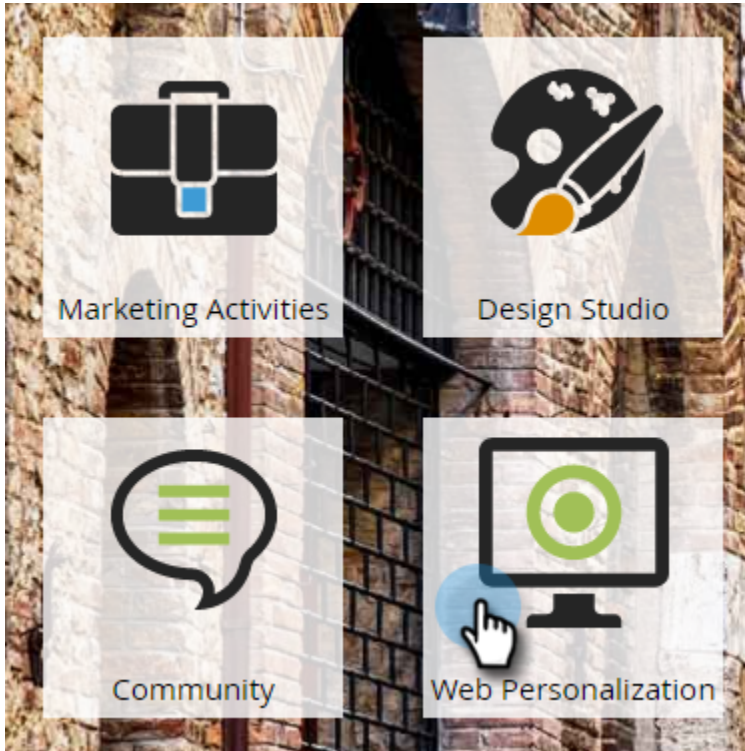 Marketing Activities
Design Studio
Community
Web Personalization